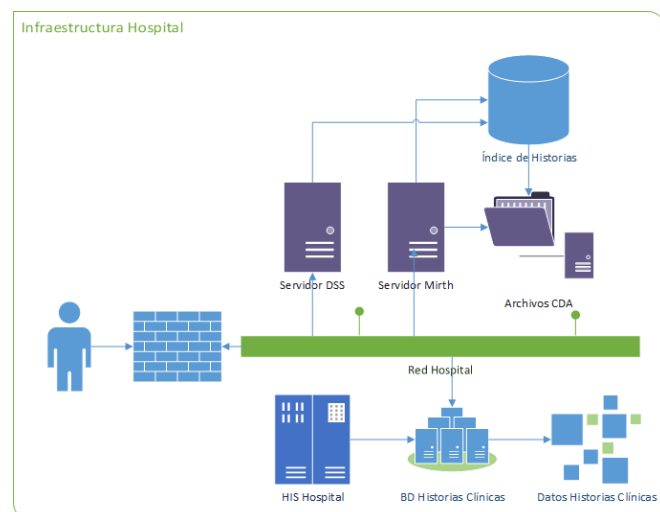 Infraestructura Hospital
Índice de Historias
Servidor DSS
Servidor Mirth
Archivos CDA
Red Hospital
HIS Hospital
BD Historias Clínicas
Datos Historias Clínicas